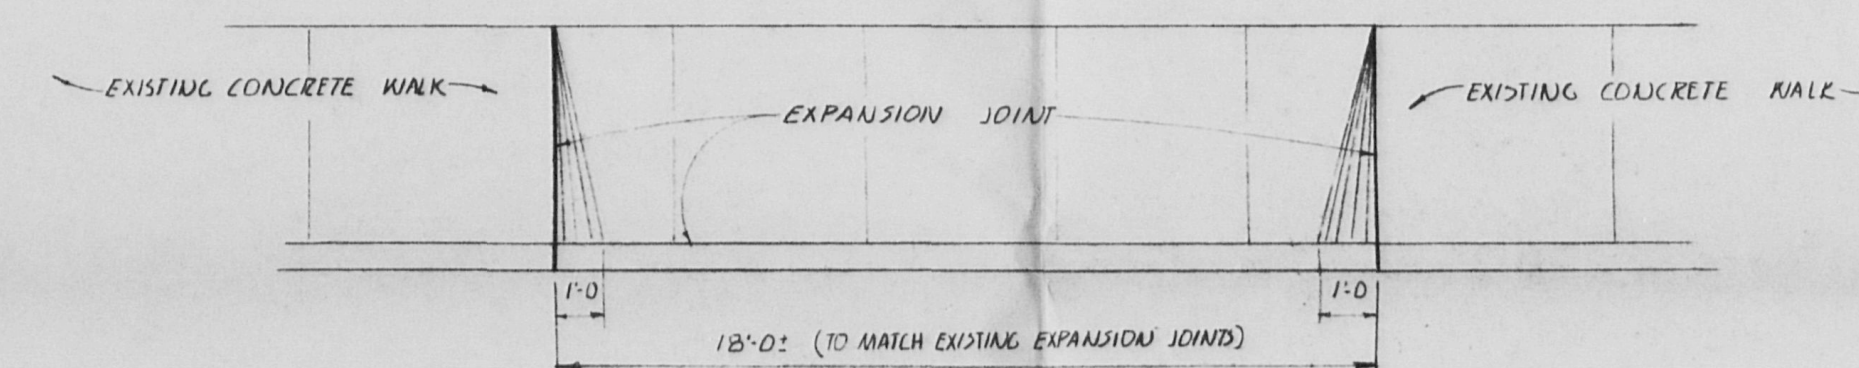 EXISTING CONCRETE WALK
EXPANSION JOINT
EXISTING CONCRETE WALK
1'-0
1'-0
18'-0± (TO MATCH EXISTING EXPANSION JOINTS)